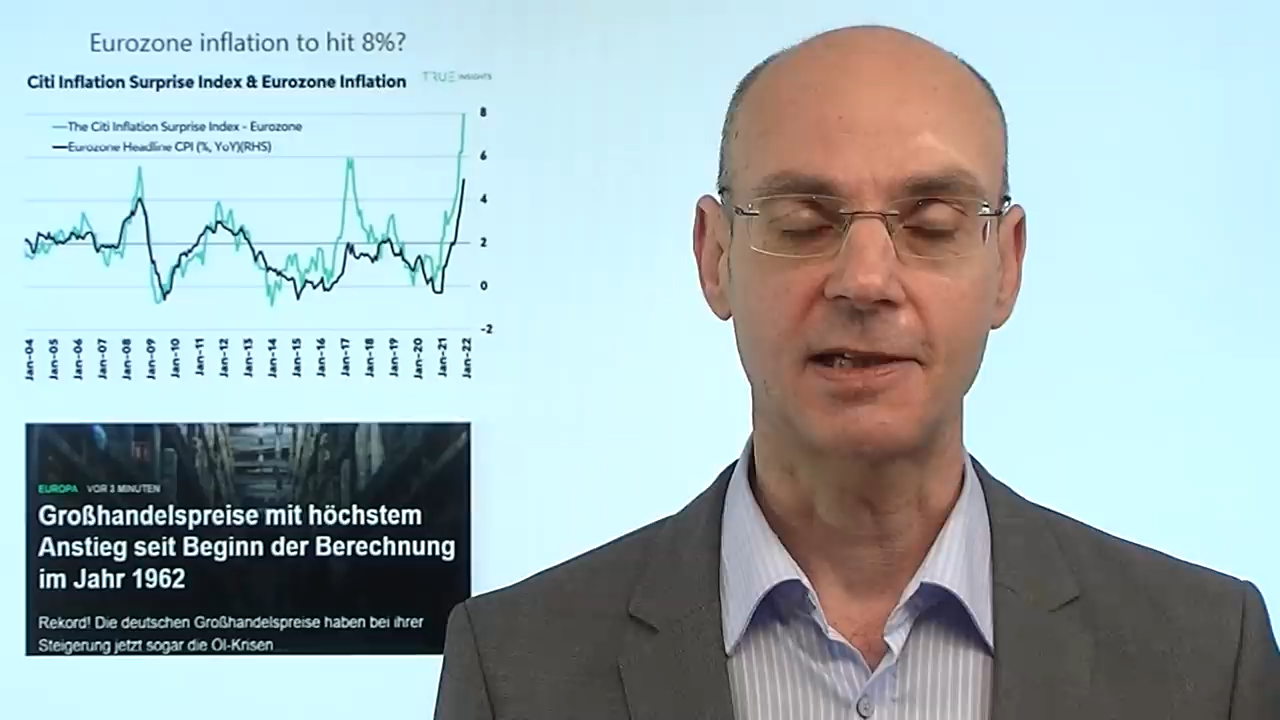 Eurozone inflation to hit 8%?
Citi Inflation Surprise Index & Eurozone Inflation
TRUE INSIGHTS
The Citi Inflation Surprise Index - Eurozone
Eurozone Headline CPI (%, YoY)(RHS)
8
6
4
2
0
-2
Jan-04 Jan-05 Jan-06 Jan-07 Jan-08 Jan-09 Jan-10 Jan-11 Jan-12 Jan-13 Jan-14 Jan-15 Jan-16 Jan-17 Jan-18 Jan-19 Jan-20 Jan-21 Jan-22
EUROPA VOR 3 MINUTEN
Großhandelspreise mit höchstem
Anstieg seit Beginn der Berechnung
im Jahr 1962
Rekord! Die deutschen Großhandelspreise haben bei ihrer
Steigerung jetzt sogar die Öl-Krisen